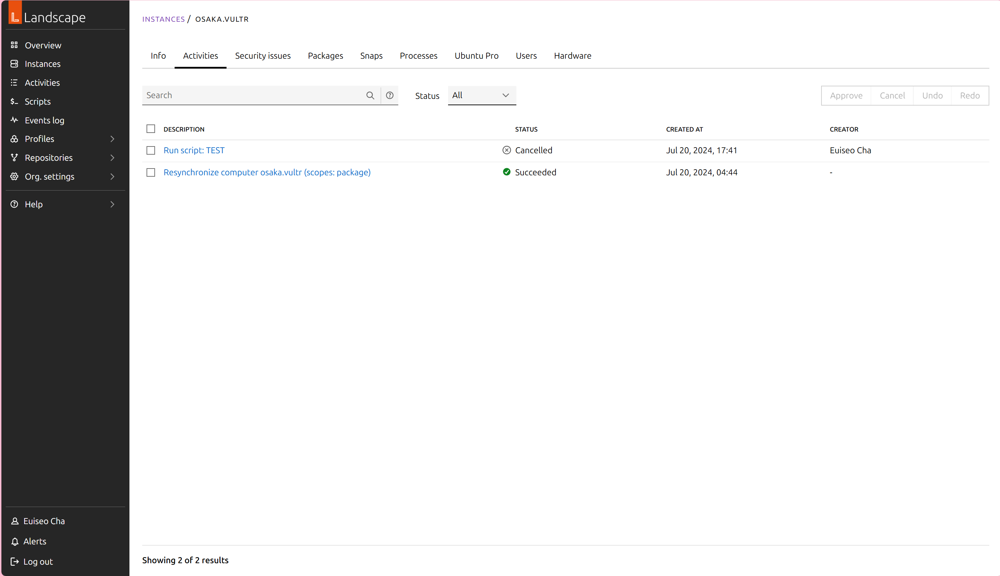 Landscape
Overview
Instances
Activities
Scripts
Events log
Profiles
Repositories
Org. settings
Help
Euiseo Cha
Alerts
Log out
INSTANCES / OSAKA.VULTR
Info Activities Security issues Packages Snaps Processes Ubuntu Pro Users Hardware
Search Status All Approve Cancel Undo Redo
DESCRIPTION STATUS CREATED AT CREATOR
Run script: TEST Cancelled Jul 20, 2024, 17:41 Euiseo Cha
Resynchronize computer osaka.vultr (scopes: package) Succeeded Jul 20, 2024, 04:44 -
Showing 2 of 2 results